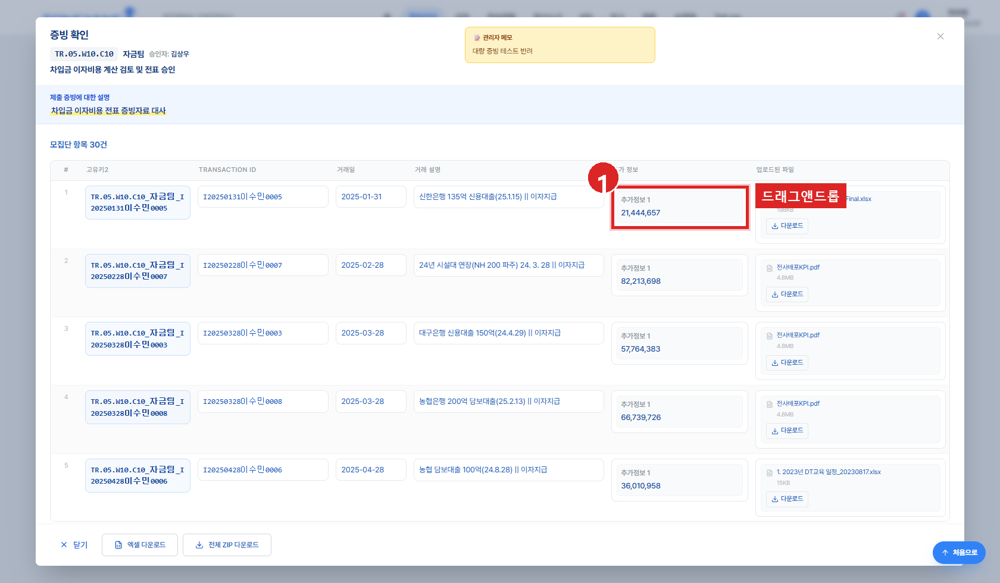 증빙 확인
TR.05.W10.C10 자금팀 승인자: 김상우
차입금 이자비용 계산 검토 및 전표 승인
📝 관리자 메모
대량 증빙 테스트 반려
제출 증빙에 대한 설명
차입금 이자비용 전표 증빙자료 대사
모집단 항목 30건
# 고유키2 TRANSACTION ID 거래일 거래 설명 가 정보 업로드된 파일
1
드래그앤드롭
1
TR.05.W10.C10_자금팀_I
20250131이수민0005
I20250131이수민0005
2025-01-31
신한은행 135억 신용대출(25.1.15) || 이자지급
추가정보 1
21,444,657
Final.xlsx
198KB
다운로드
2
TR.05.W10.C10_자금팀_I
20250228이수민0007
I20250228이수민0007
2025-02-28
24년 시설대 연장(NH 200 파주) 24. 3. 28 || 이자지급
추가정보 1
82,213,698
전사배포KPI.pdf
4.8MB
다운로드
3
TR.05.W10.C10_자금팀_I
20250328이수민0003
I20250328이수민0003
2025-03-28
대구은행 신용대출 150억(24.4.29) || 이자지급
추가정보 1
57,764,383
전사배포KPI.pdf
4.8MB
다운로드
4
TR.05.W10.C10_자금팀_I
20250328이수민0008
I20250328이수민0008
2025-03-28
농협은행 200억 담보대출(25.2.13) || 이자지급
추가정보 1
66,739,726
전사배포KPI.pdf
4.8MB
다운로드
5
TR.05.W10.C10_자금팀_I
20250428이수민0006
I20250428이수민0006
2025-04-28
농협 담보대출 100억(24.8.28) || 이자지급
추가정보 1
36,010,958
1. 2023년 DT교육 일정_20230817.xlsx
15KB
다운로드
닫기
엑셀 다운로드
전체 ZIP 다운로드
처음으로